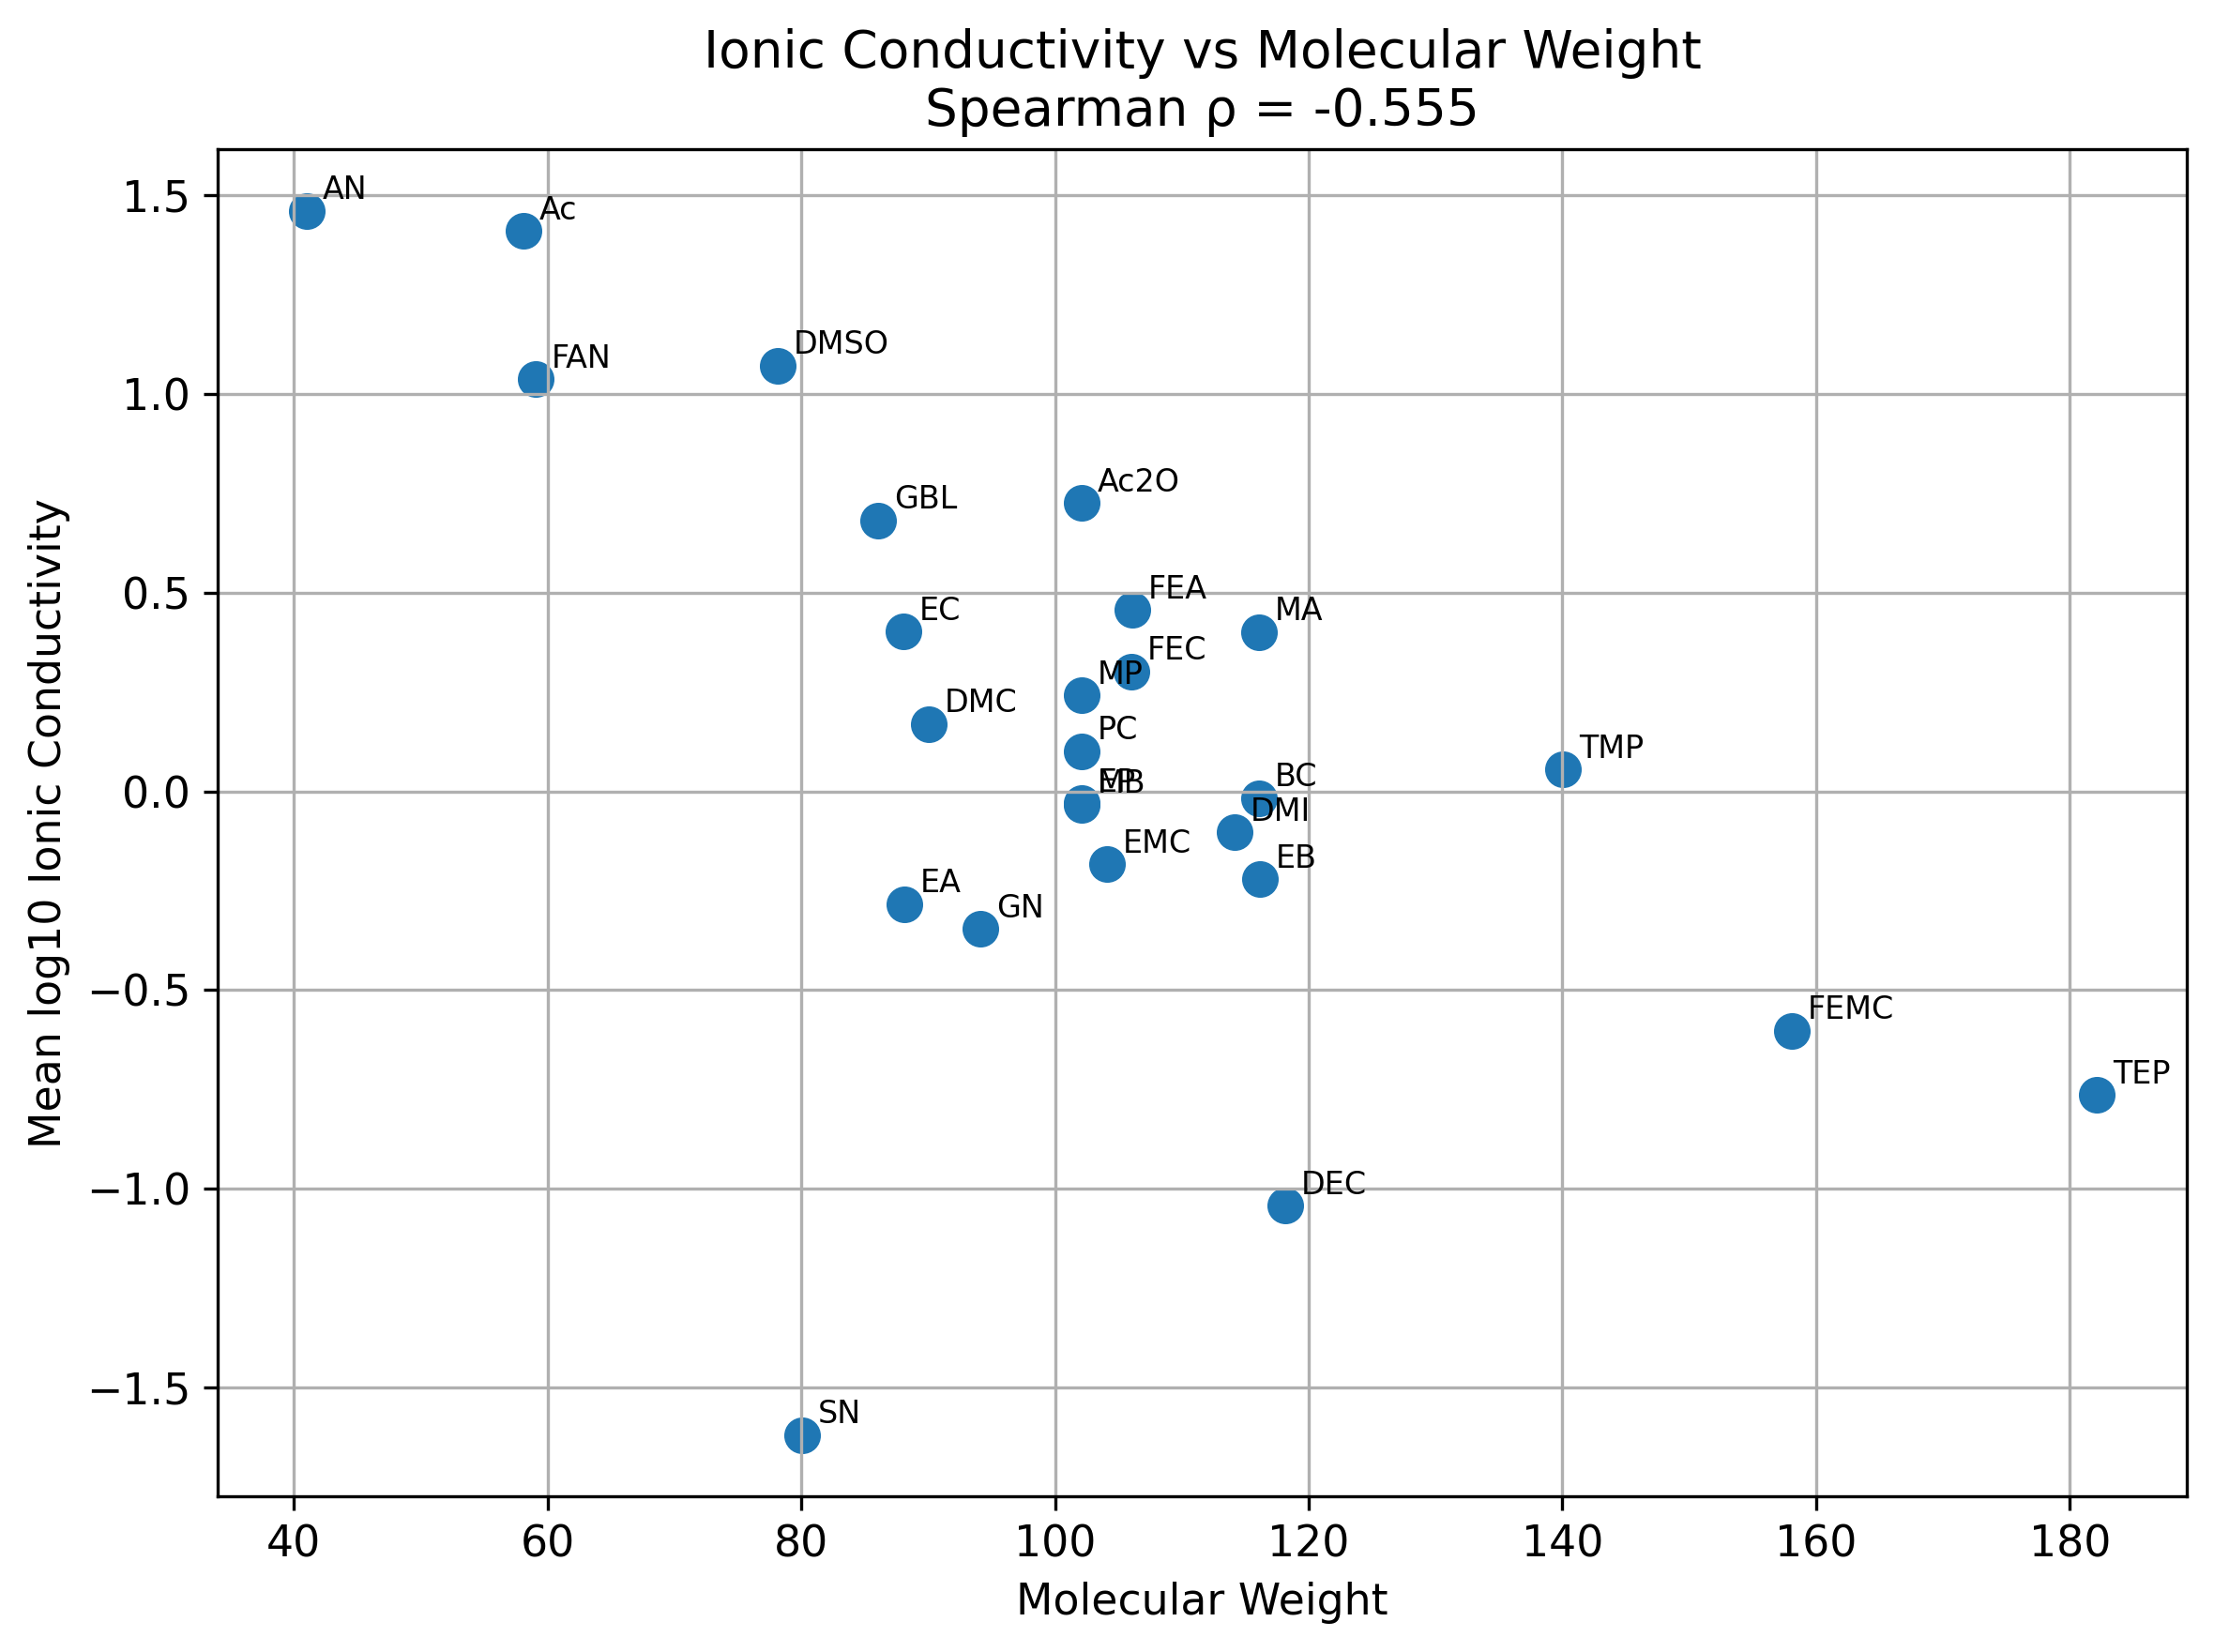 Ionic Conductivity vs Molecular Weight
Spearman ρ = -0.555
Mean log10 Ionic Conductivity
1.5
1.0
0.5
0.0
−0.5
−1.0
−1.5
AN
Ac
FAN
DMSO
GBL
Ac2O
EC
FEA
MA
FEC
MP
DMC
PC
TMP
EP
MB
BC
DMI
EMC
EB
EA
GN
FEMC
TEP
DEC
SN
40 60 80 100 120 140 160 180
Molecular Weight